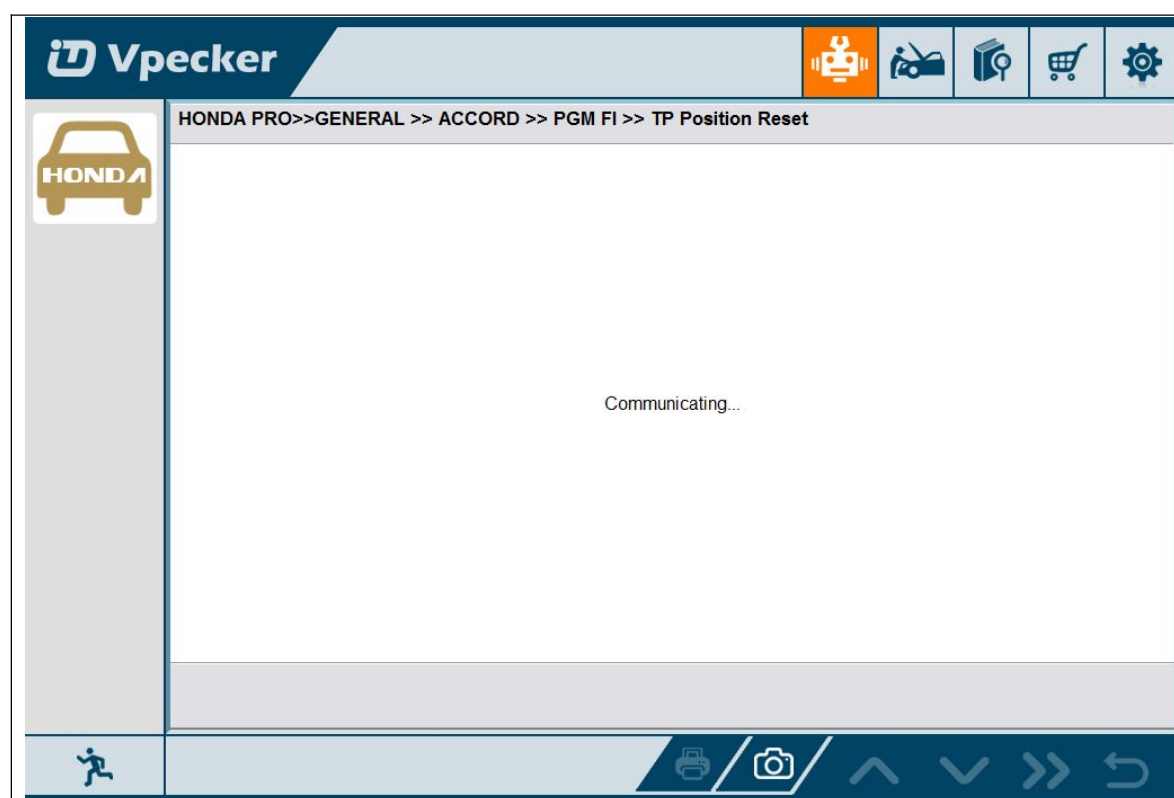 Vpecker
HONDA PRO>>GENERAL >> ACCORD >> PGM FI >> TP Position Reset
HONDA
Communicating...